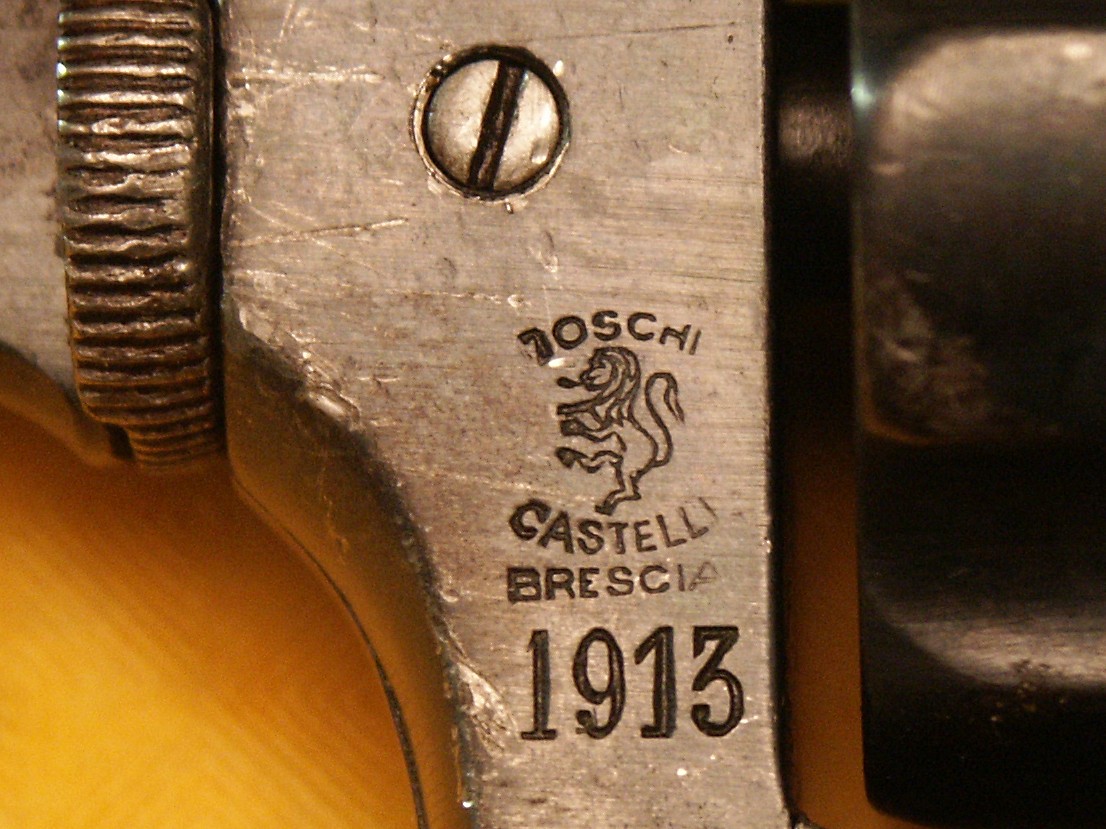 TOSCHI
CASTELLI
BRESCIA
1913